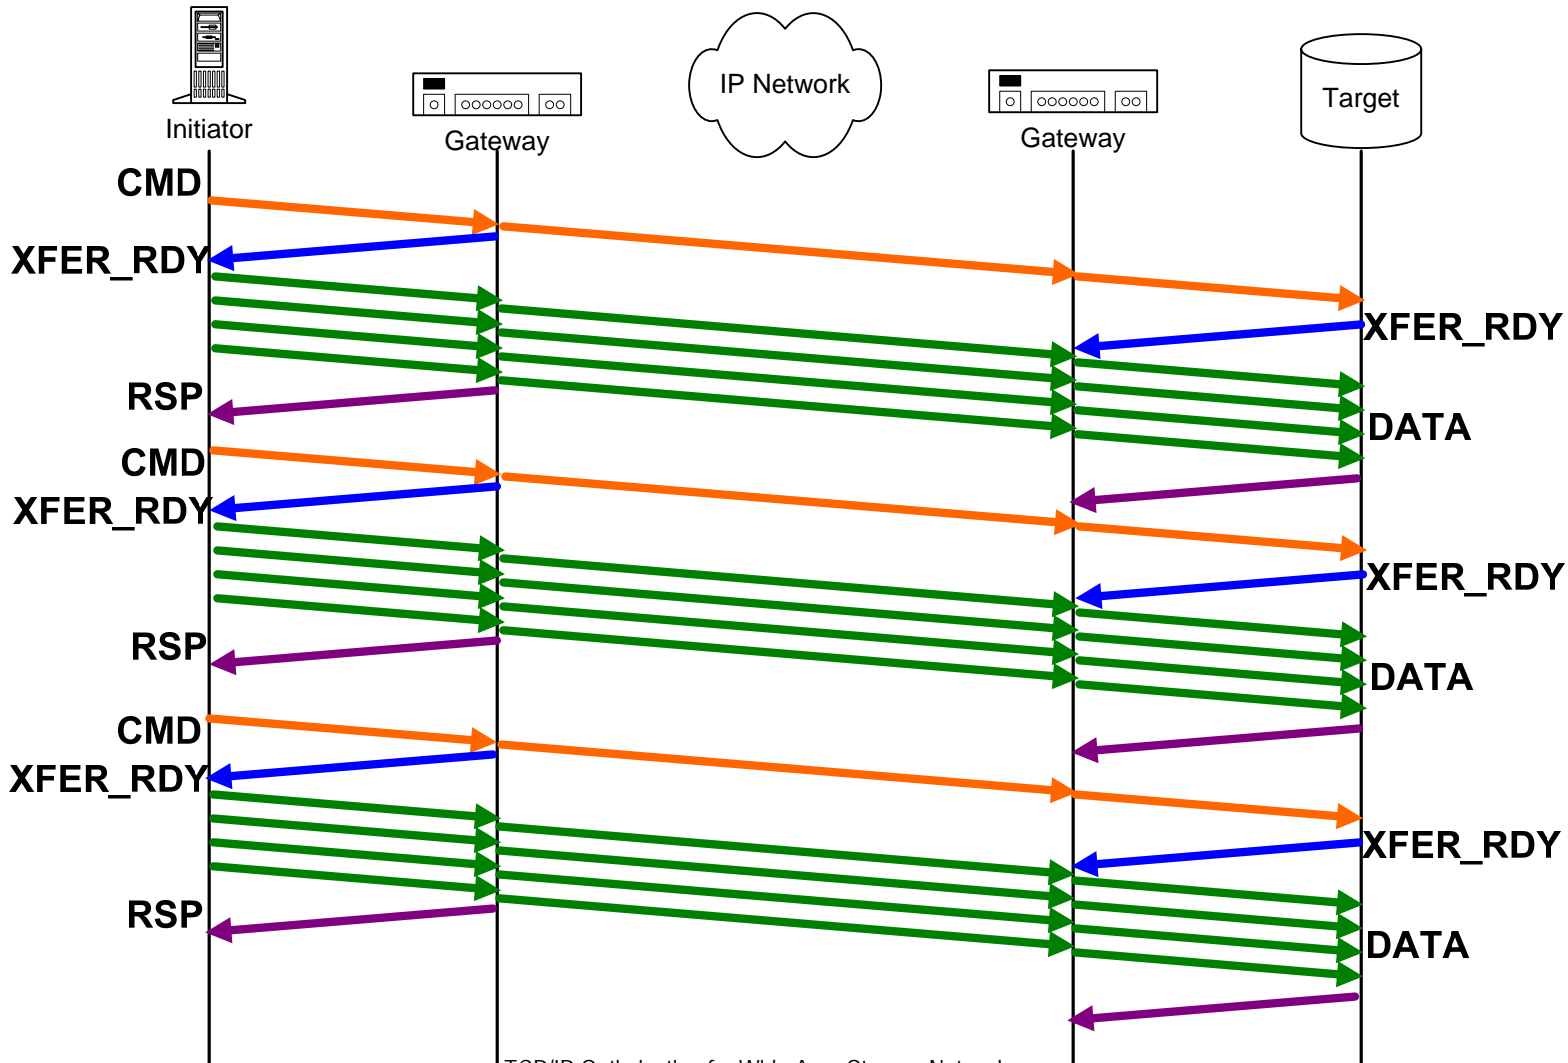 IP Network
Target
Initiator
Gateway
Gateway
CMD
XFER_RDY
XFER_RDY
RSP
DATA
CMD
XFER_RDY
XFER_RDY
RSP
DATA
CMD
XFER_RDY
XFER_RDY
RSP
DATA